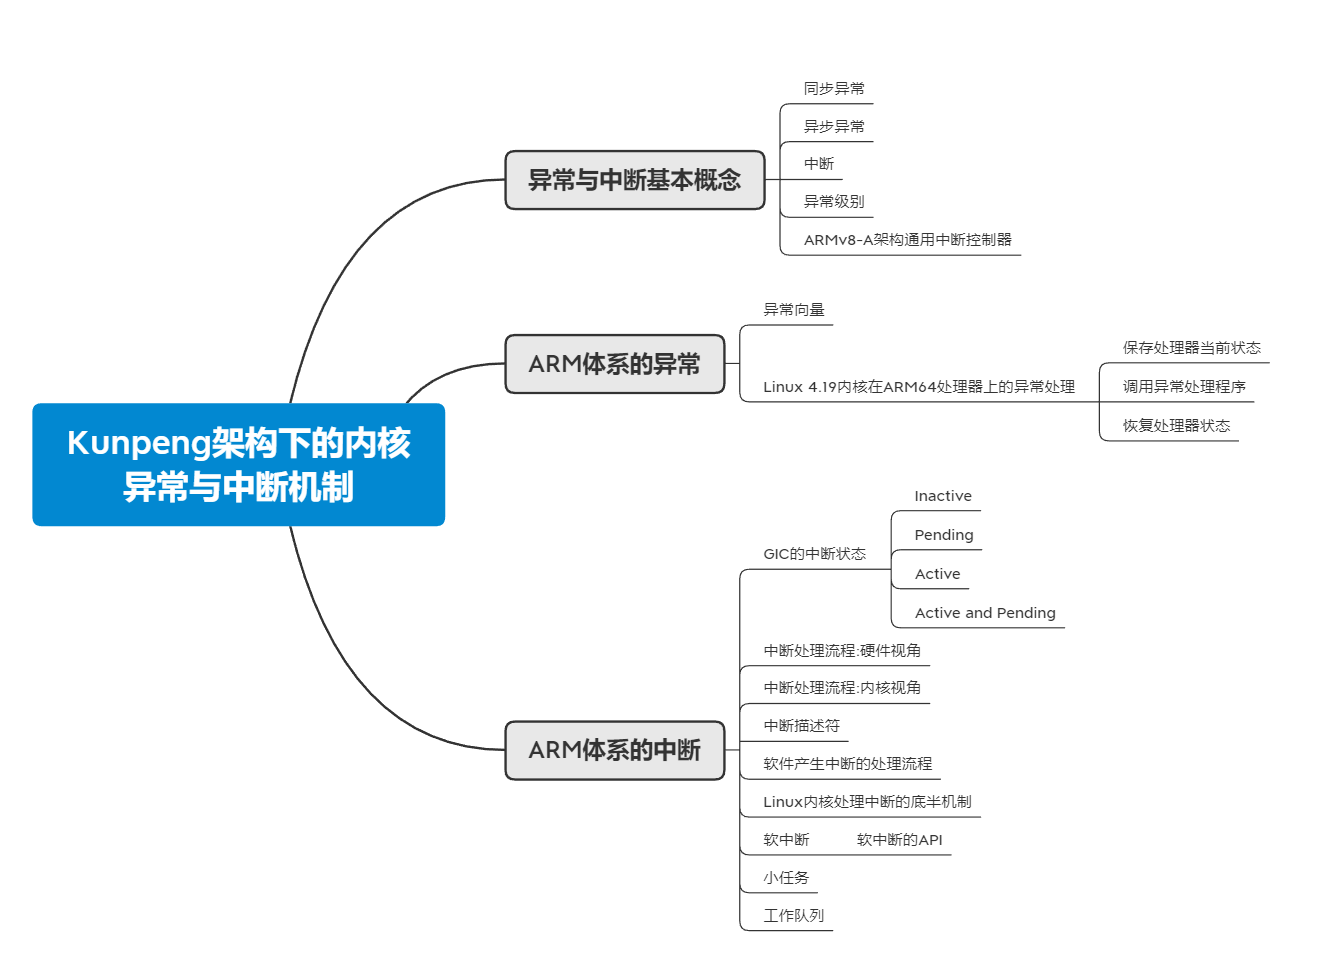 Kunpeng架构下的内核
异常与中断机制
异常与中断基本概念
同步异常
异步异常
中断
异常级别
ARMv8-A架构通用中断控制器
ARM体系的异常
异常向量
Linux 4.19内核在ARM64处理器上的异常处理
保存处理器当前状态
调用异常处理程序
恢复处理器状态
ARM体系的中断
GIC的中断状态
Inactive
Pending
Active
Active and Pending
中断处理流程:硬件视角
中断处理流程:内核视角
中断描述符
软件产生中断的处理流程
Linux内核处理中断的底半机制
软中断
软中断的API
小任务
工作队列